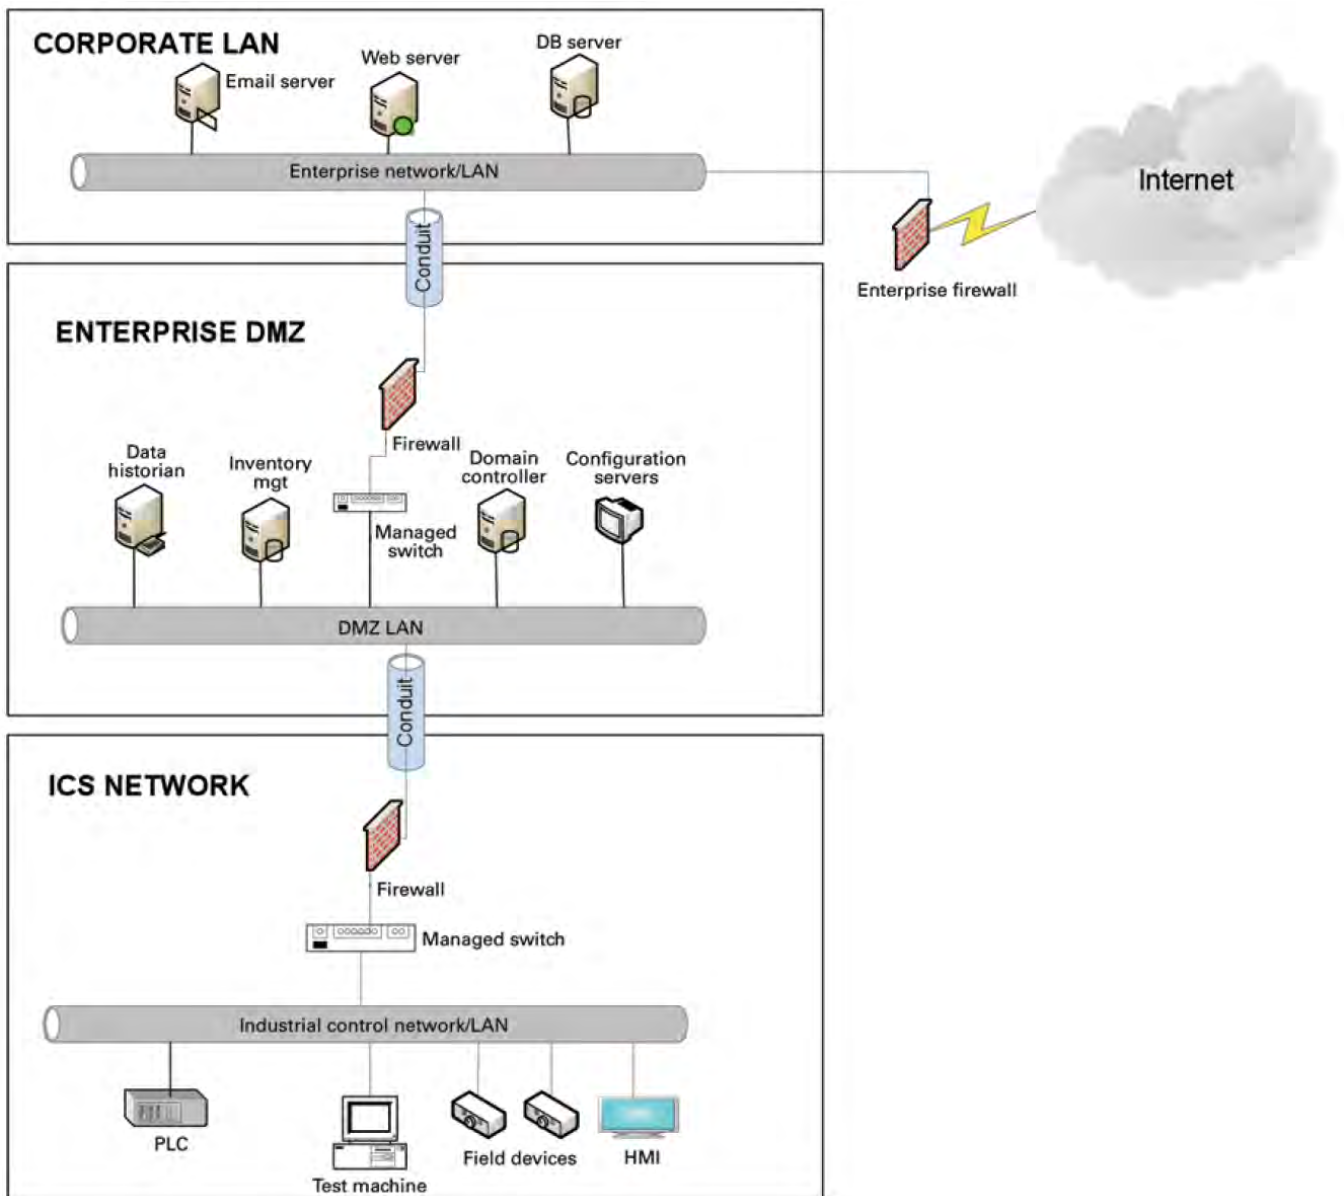 CORPORATE LAN
Email server
Web server
DB server
Enterprise network/LAN
Internet
Enterprise firewall
Conduit
ENTERPRISE DMZ
Firewall
Data
historian
Inventory
mgt
Managed
switch
Domain
controller
Configuration
servers
DMZ LAN
Conduit
ICS NETWORK
Firewall
Managed switch
Industrial control network/LAN
PLC
Test machine
Field devices
HMI